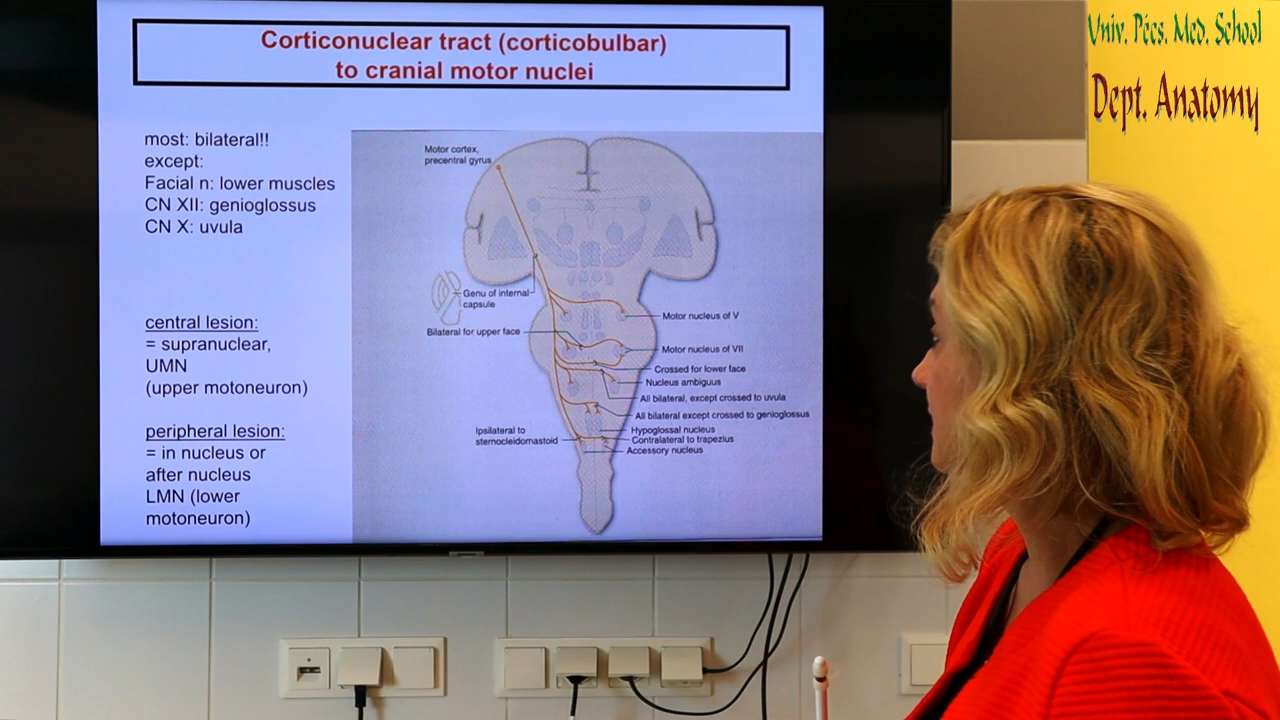 Univ. Pécs. Med. School
Dept. Anatomy
Corticonuclear tract (corticobulbar)
to cranial motor nuclei
most: bilateral!!
except:
Facial n: lower muscles
CN XII: genioglossus
CN X: uvula
central lesion:
= supranuclear,
UMN
(upper motoneuron)
peripheral lesion:
= in nucleus or
after nucleus
LMN (lower
motoneuron)
Motor cortex,
precentral gyrus
Genu of internal
capsule
Bilateral for upper face
Ipsilateral to
sternocleidomastoid
Motor nucleus of V
Motor nucleus of VII
Crossed for lower face
Nucleus ambiguus
All bilateral, except crossed to uvula
All bilateral except crossed to genioglossus
Hypoglossal nucleus
Contralateral to trapezius
Accessory nucleus